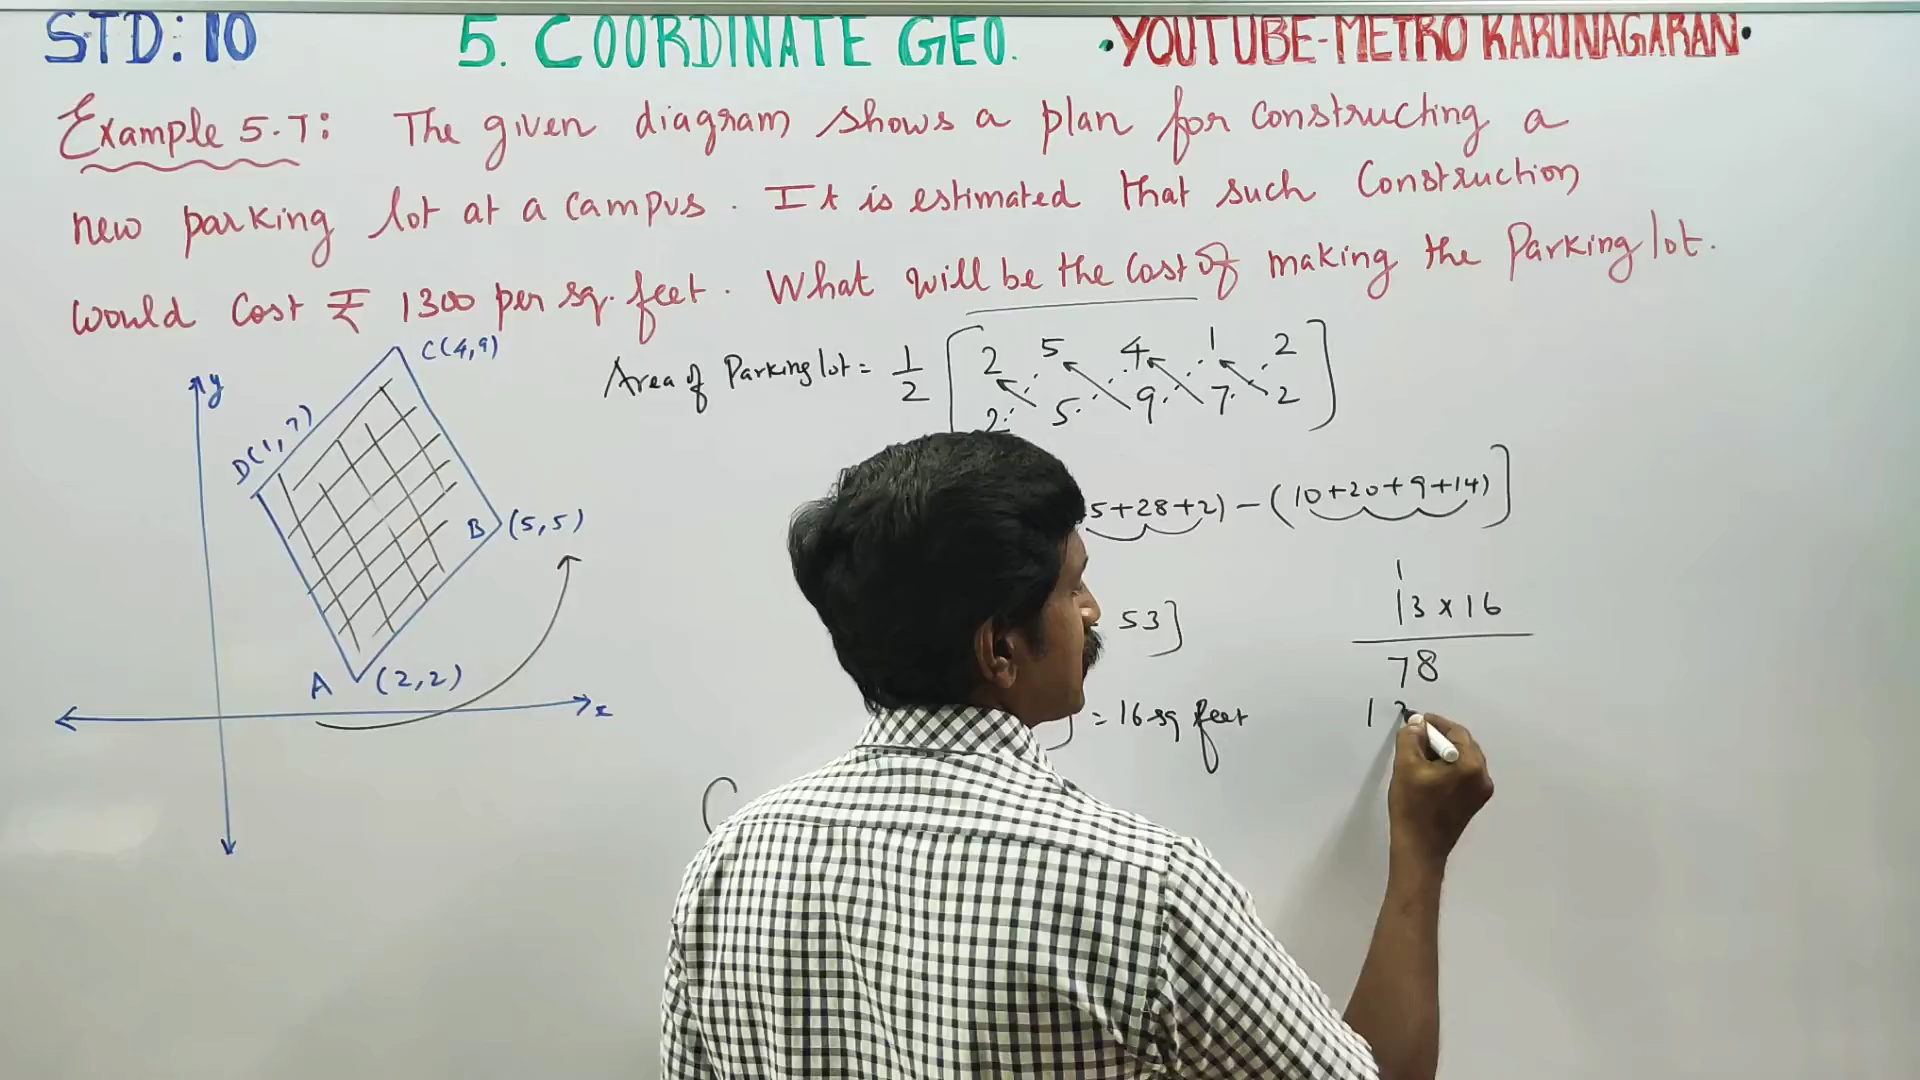 STD: 10 5. COORDINATE GEO. •YOUTUBE-METRO KARUNAGARAN•
Example 5.7: The given diagram shows a plan for constructing a
new parking lot at a campus. It is estimated that such Construction
would Cost ₹ 1300 per sq. feet. What will be the Cost of making the Parking lot.
y
C(4,9)
D(1,7)
B (5,5)
A (2,2)
x
Area of Parking lot = 1/2 [ 2 5 4 1 2
2 5 9 7 2 ]
5+28+2) - (10+20+9+14)]
53]
= 16 sq feet
1
13 x 16
78
1